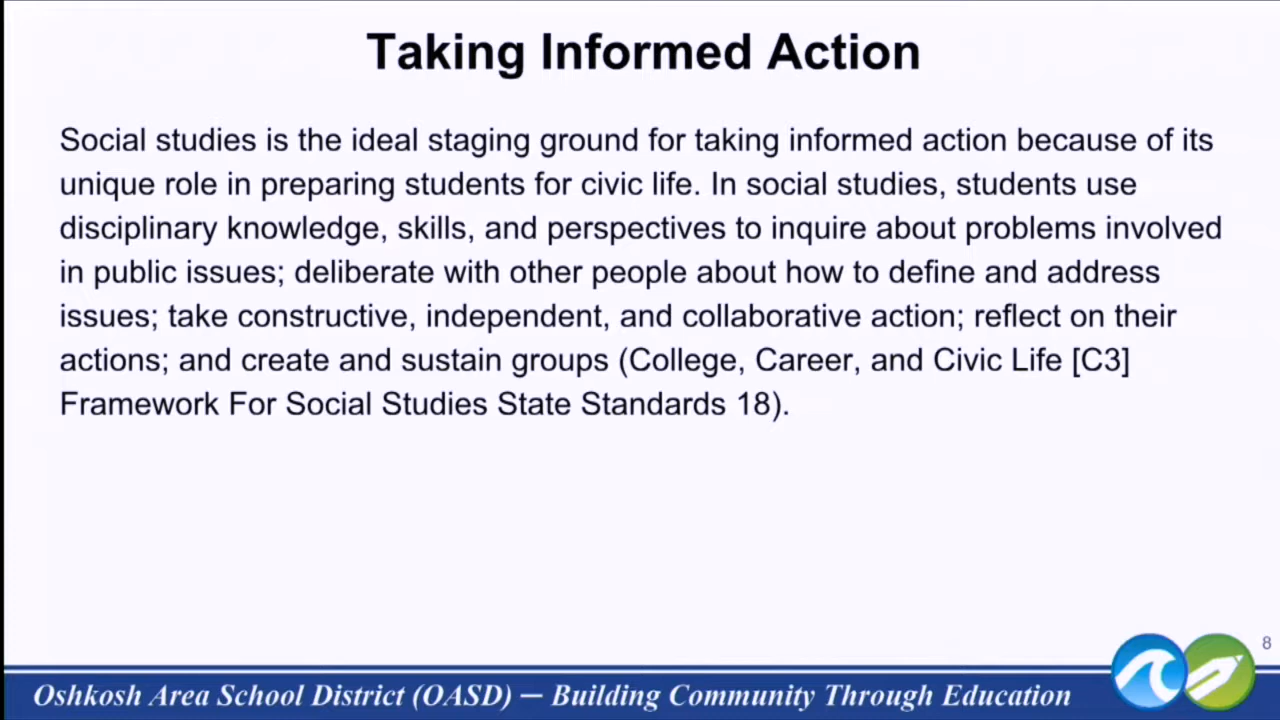 Taking Informed Action
Social studies is the ideal staging ground for taking informed action because of its
unique role in preparing students for civic life. In social studies, students use
disciplinary knowledge, skills, and perspectives to inquire about problems involved
in public issues; deliberate with other people about how to define and address
issues; take constructive, independent, and collaborative action; reflect on their
actions; and create and sustain groups (College, Career, and Civic Life [C3]
Framework For Social Studies State Standards 18).
8
Oshkosh Area School District (OASD) — Building Community Through Education